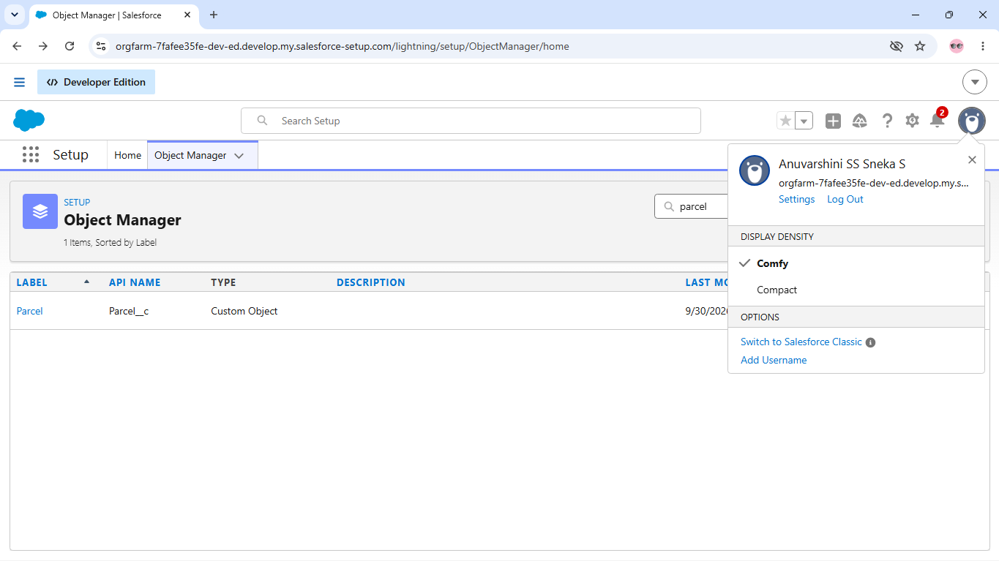 Object Manager | Salesforce
orgfarm-7fafee35fe-dev-ed.develop.my.salesforce-setup.com/lightning/setup/ObjectManager/home
Developer Edition
Search Setup
2
Setup
Home
Object Manager
Anuvarshini SS Sneka S
orgfarm-7fafee35fe-dev-ed.develop.my.s...
Settings Log Out
SETUP
Object Manager
1 Items, Sorted by Label
parcel
DISPLAY DENSITY
Comfy
Compact
OPTIONS
Switch to Salesforce Classic
Add Username
LABEL API NAME TYPE DESCRIPTION LAST MO
Parcel Parcel__c Custom Object 9/30/202